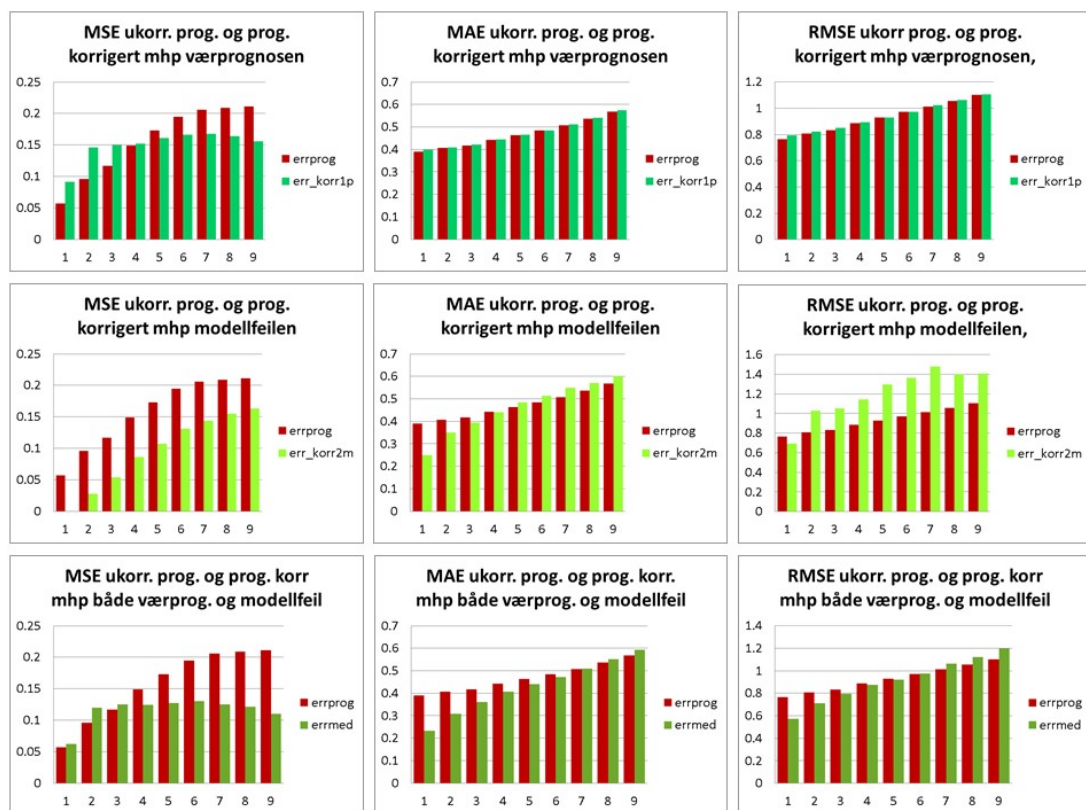 MSE ukorr. prog. og prog.
korrigert mhp værprognosen
0.25
0.2
0.15
0.1
0.05
0
1 2 3 4 5 6 7 8 9
errprog
err_korr1p
MAE ukorr. prog. og prog.
korrigert mhp værprognosen
0.7
0.6
0.5
0.4
0.3
0.2
0.1
0
1 2 3 4 5 6 7 8 9
errprog
err_korr1p
RMSE ukorr prog. og prog.
korrigert mhp værprognosen,
1.2
1
0.8
0.6
0.4
0.2
0
1 2 3 4 5 6 7 8 9
errprog
err_korr1p
MSE ukorr. prog. og prog.
korrigert mhp modellfeilen
0.25
0.2
0.15
0.1
0.05
0
1 2 3 4 5 6 7 8 9
errprog
err_korr2m
MAE ukorr. prog. og prog.
korrigert mhp modellfeilen
0.7
0.6
0.5
0.4
0.3
0.2
0.1
0
1 2 3 4 5 6 7 8 9
errprog
err_korr2m
RMSE ukorr. prog. og prog.
korrigert mhp modellfeilen,
1.6
1.4
1.2
1
0.8
0.6
0.4
0.2
0
1 2 3 4 5 6 7 8 9
errprog
err_korr2m
MSE ukorr. prog. og prog. korr
mhp både værprog. og modellfeil
0.25
0.2
0.15
0.1
0.05
0
1 2 3 4 5 6 7 8 9
errprog
errmed
MAE ukorr. prog. og prog. korr.
mhp både værprog. og modellfeil
0.7
0.6
0.5
0.4
0.3
0.2
0.1
0
1 2 3 4 5 6 7 8 9
errprog
errmed
RMSE ukorr. prog. og prog. korr
mhp både værprog. og modellfeil
1.4
1.2
1
0.8
0.6
0.4
0.2
0
1 2 3 4 5 6 7 8 9
errprog
errmed